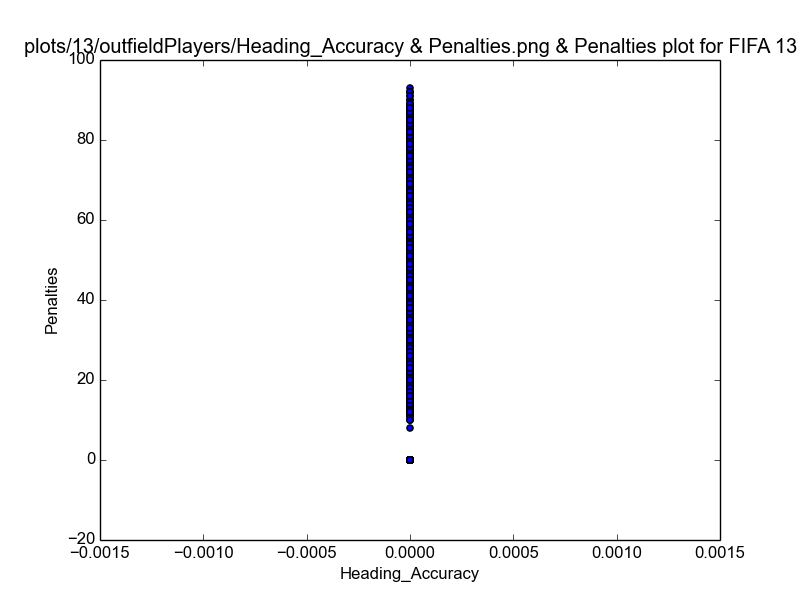 plots/13/outfieldPlayers/Heading_Accuracy & Penalties.png & Penalties plot for FIFA 13
100
80
60
40
20
0
−20
Penalties
−0.0015 −0.0010 −0.0005 0.0000 0.0005 0.0010 0.0015
Heading_Accuracy